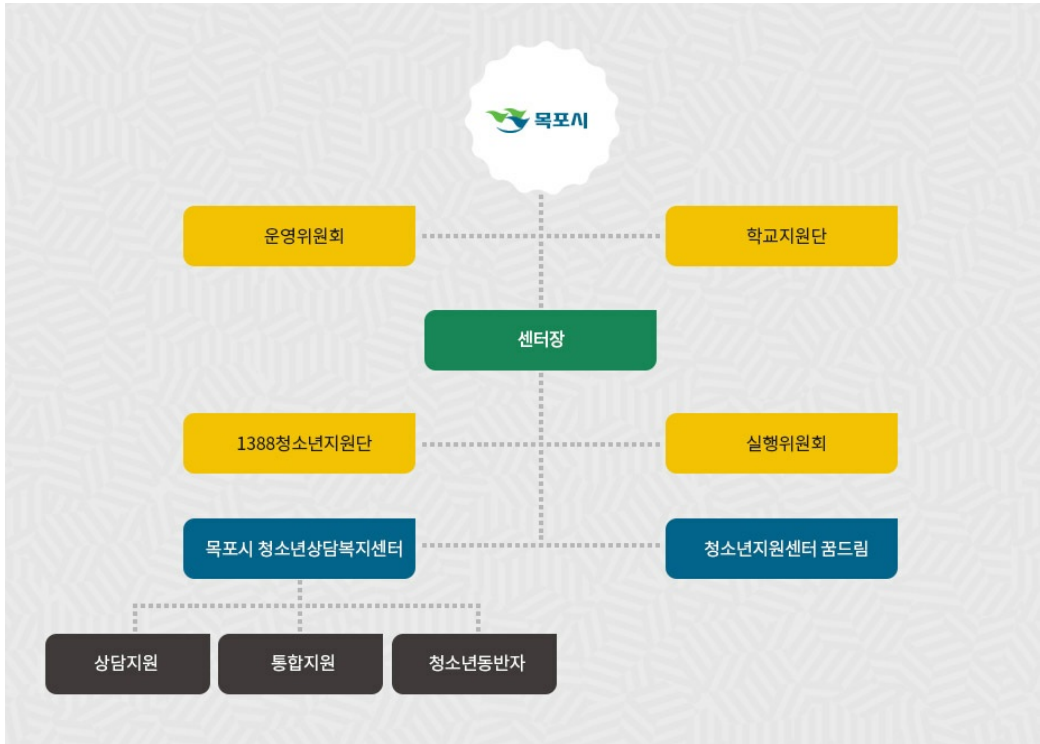 목포시
운영위원회
학교지원단
센터장
1388청소년지원단
실행위원회
목포시 청소년상담복지센터
청소년지원센터 꿈드림
상담지원
통합지원
청소년동반자